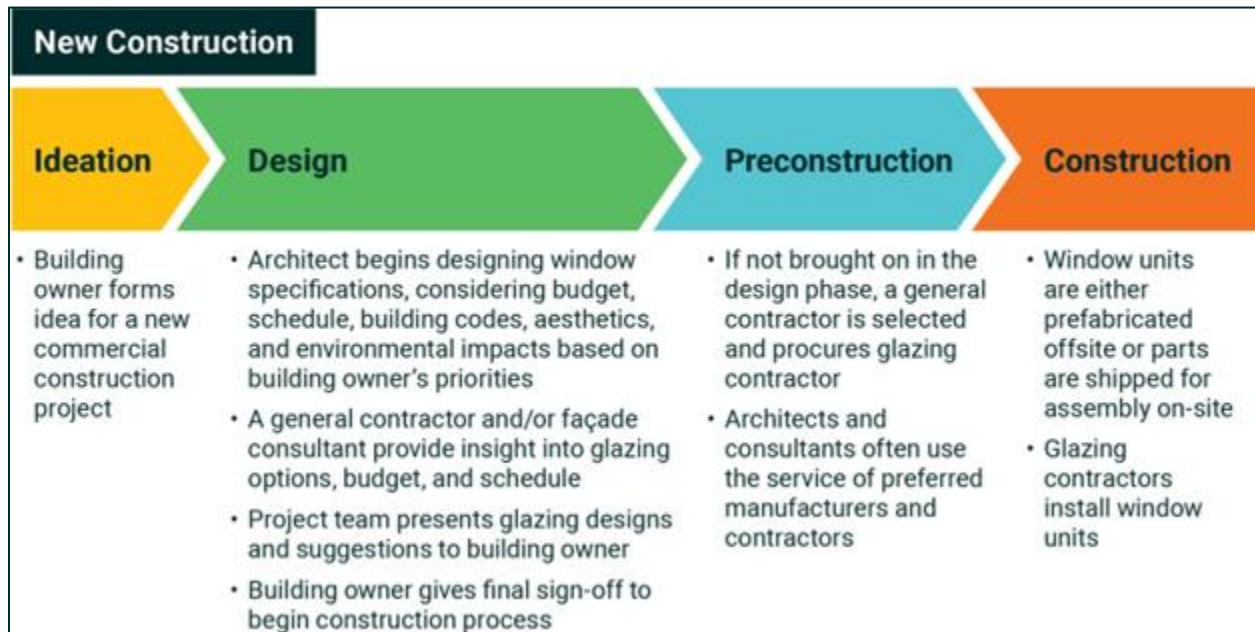 New Construction
Ideation
Design
Preconstruction
Construction
• Building
owner forms
idea for a new
commercial
construction
project
• Architect begins designing window
specifications, considering budget,
schedule, building codes, aesthetics,
and environmental impacts based on
building owner’s priorities
• A general contractor and/or façade
consultant provide insight into glazing
options, budget, and schedule
• Project team presents glazing designs
and suggestions to building owner
• Building owner gives final sign-off to
begin construction process
• If not brought on in the
design phase, a general
contractor is selected
and procures glazing
contractor
• Architects and
consultants often use
the service of preferred
manufacturers and
contractors
• Window units
are either
prefabricated
offsite or parts
are shipped for
assembly on-site
• Glazing
contractors
install window
units